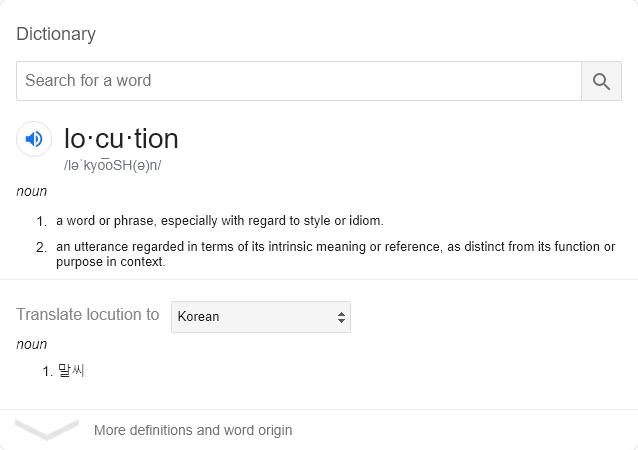 Dictionary
Search for a word
lo·cu·tion
/ləˈkyo͞oSH(ə)n/
noun
1. a word or phrase, especially with regard to style or idiom.
2. an utterance regarded in terms of its intrinsic meaning or reference, as distinct from its function or
purpose in context.
Translate locution to Korean
noun
1. 말씨
More definitions and word origin